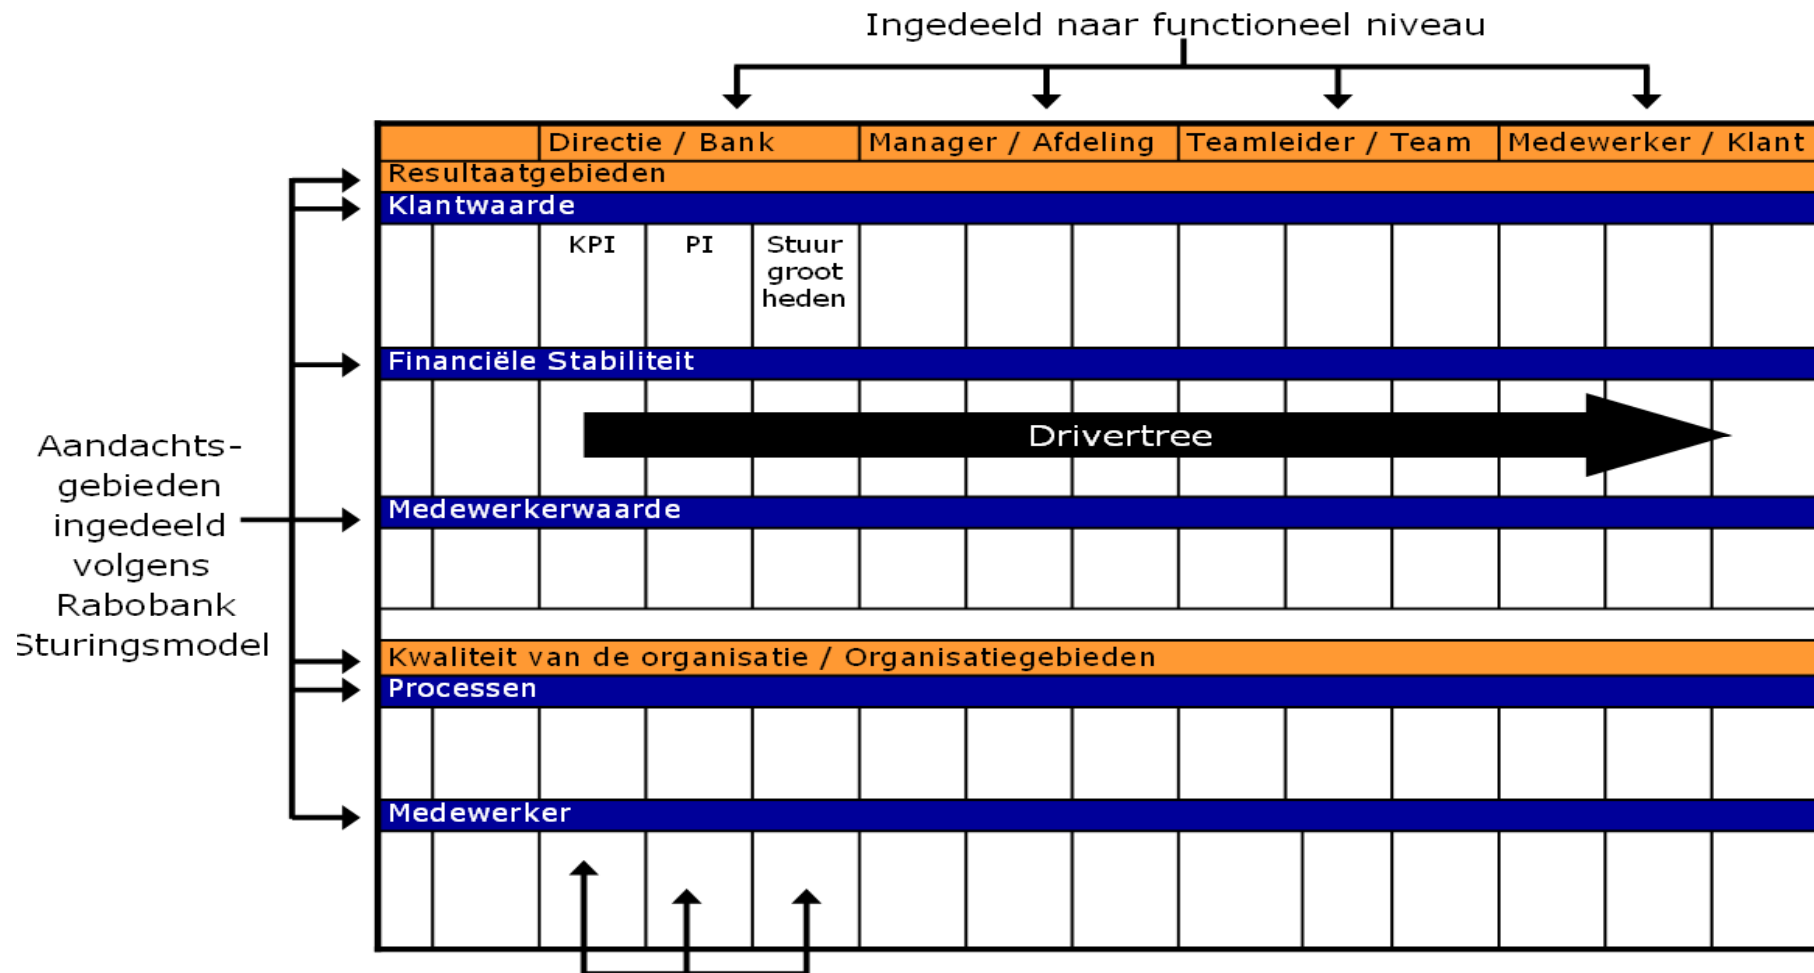 Ingedeeld naar functioneel niveau
Directie / Bank
Manager / Afdeling
Teamleider / Team
Medewerker / Klant
Resultaatgebieden
Klantwaarde
KPI
PI
Stuur
groot
heden
Financiële Stabiliteit
Drivertree
Medewerkerwaarde
Kwaliteit van de organisatie / Organisatiegebieden
Processen
Medewerker
Aandachts-
gebieden
ingedeeld
volgens
Rabobank
Sturingsmodel